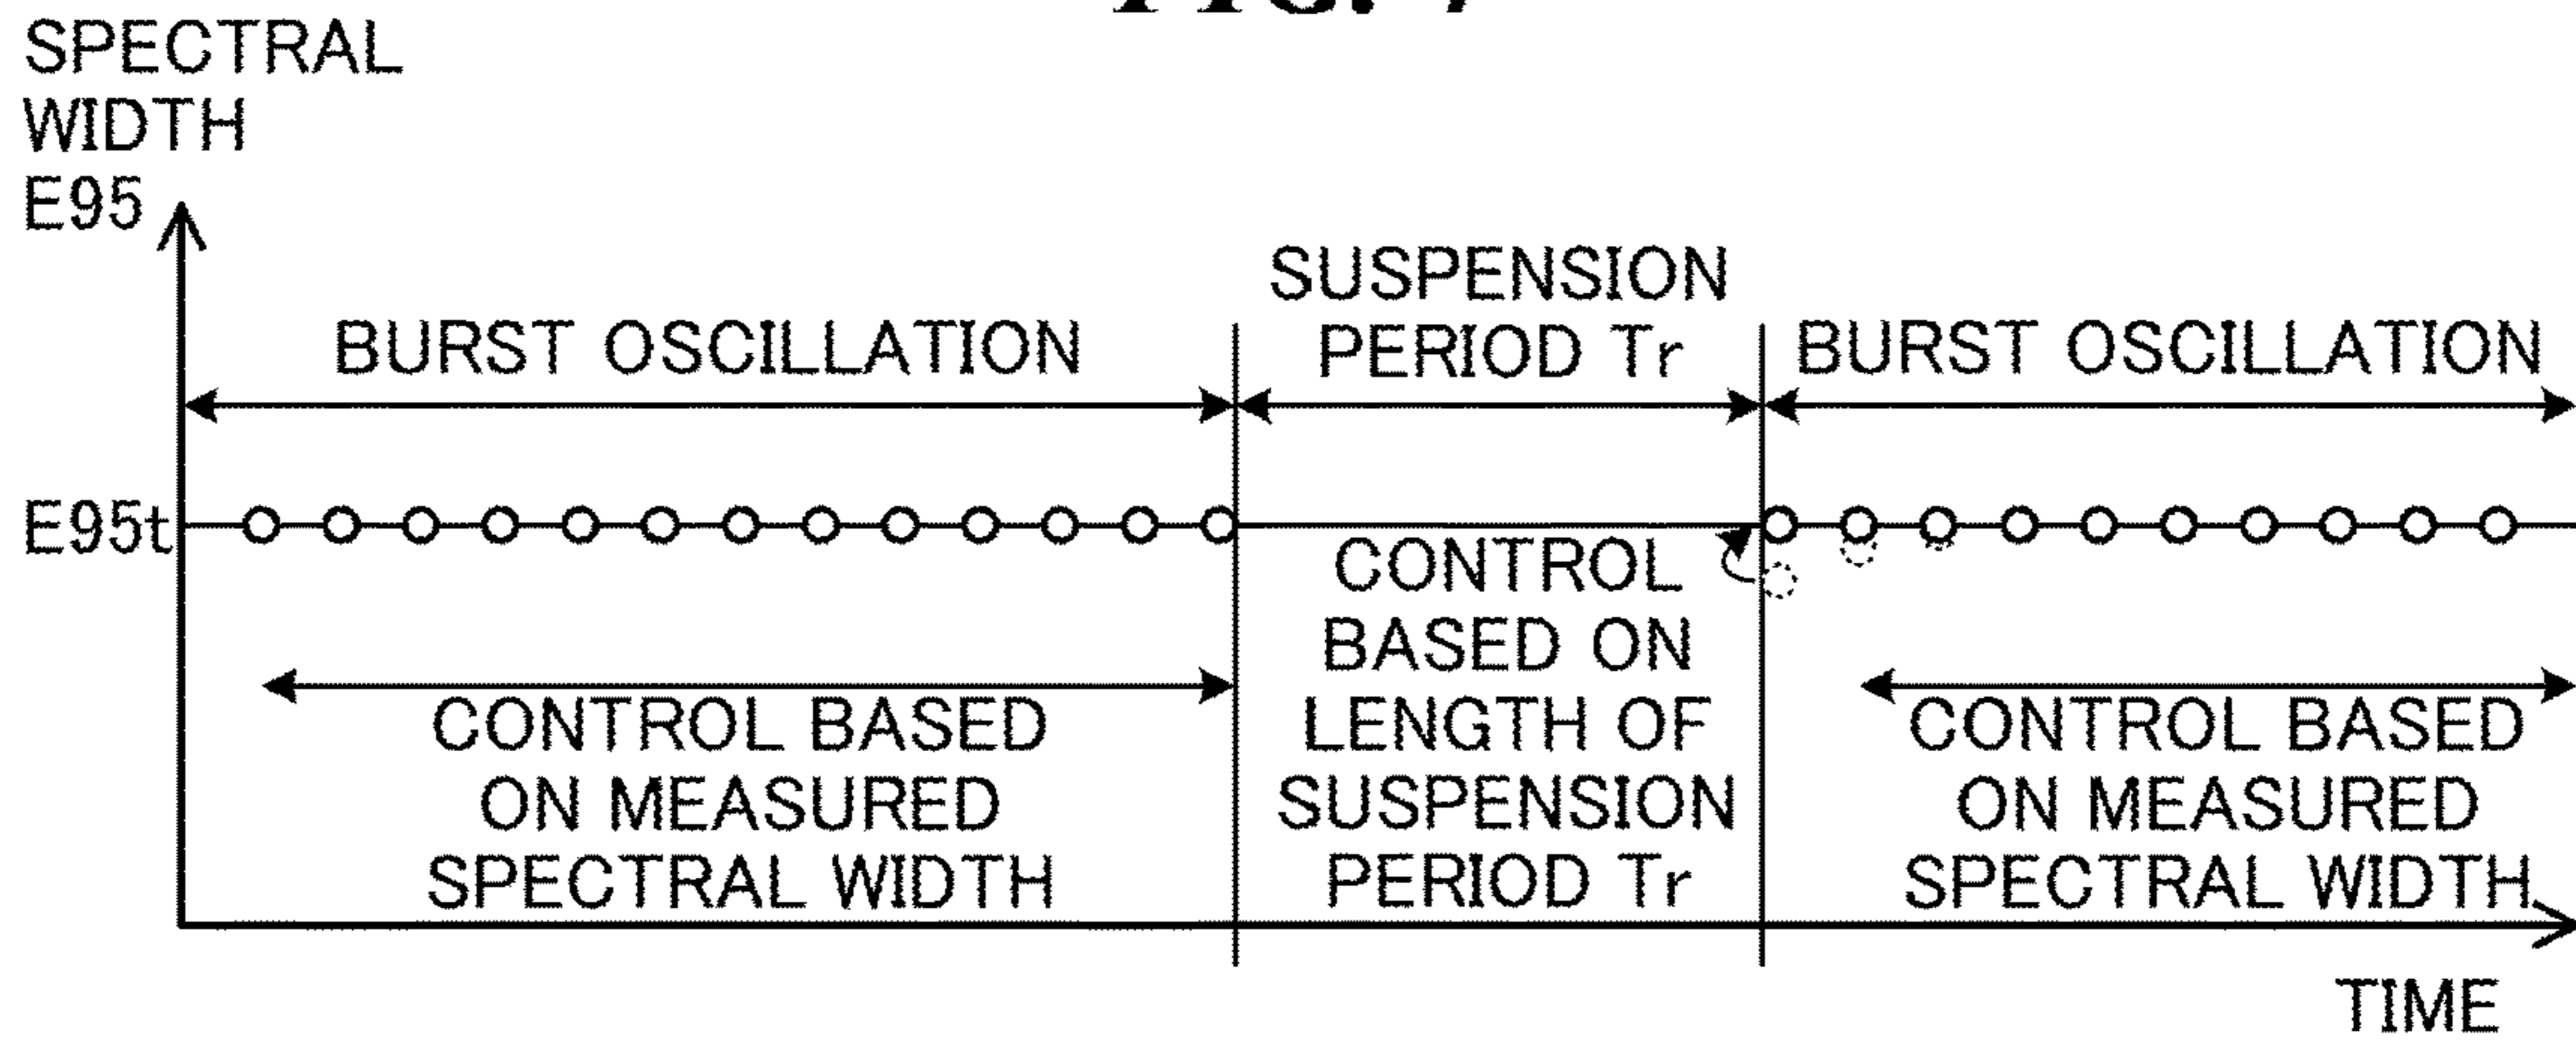 SPECTRAL
WIDTH
E95
SUSPENSION
PERIOD Tr
BURST OSCILLATION
BURST OSCILLATION
E95t
CONTROL
BASED ON
LENGTH OF
SUSPENSION
PERIOD Tr
CONTROL BASED
ON MEASURED
SPECTRAL WIDTH
CONTROL BASED
ON MEASURED
SPECTRAL WIDTH
TIME